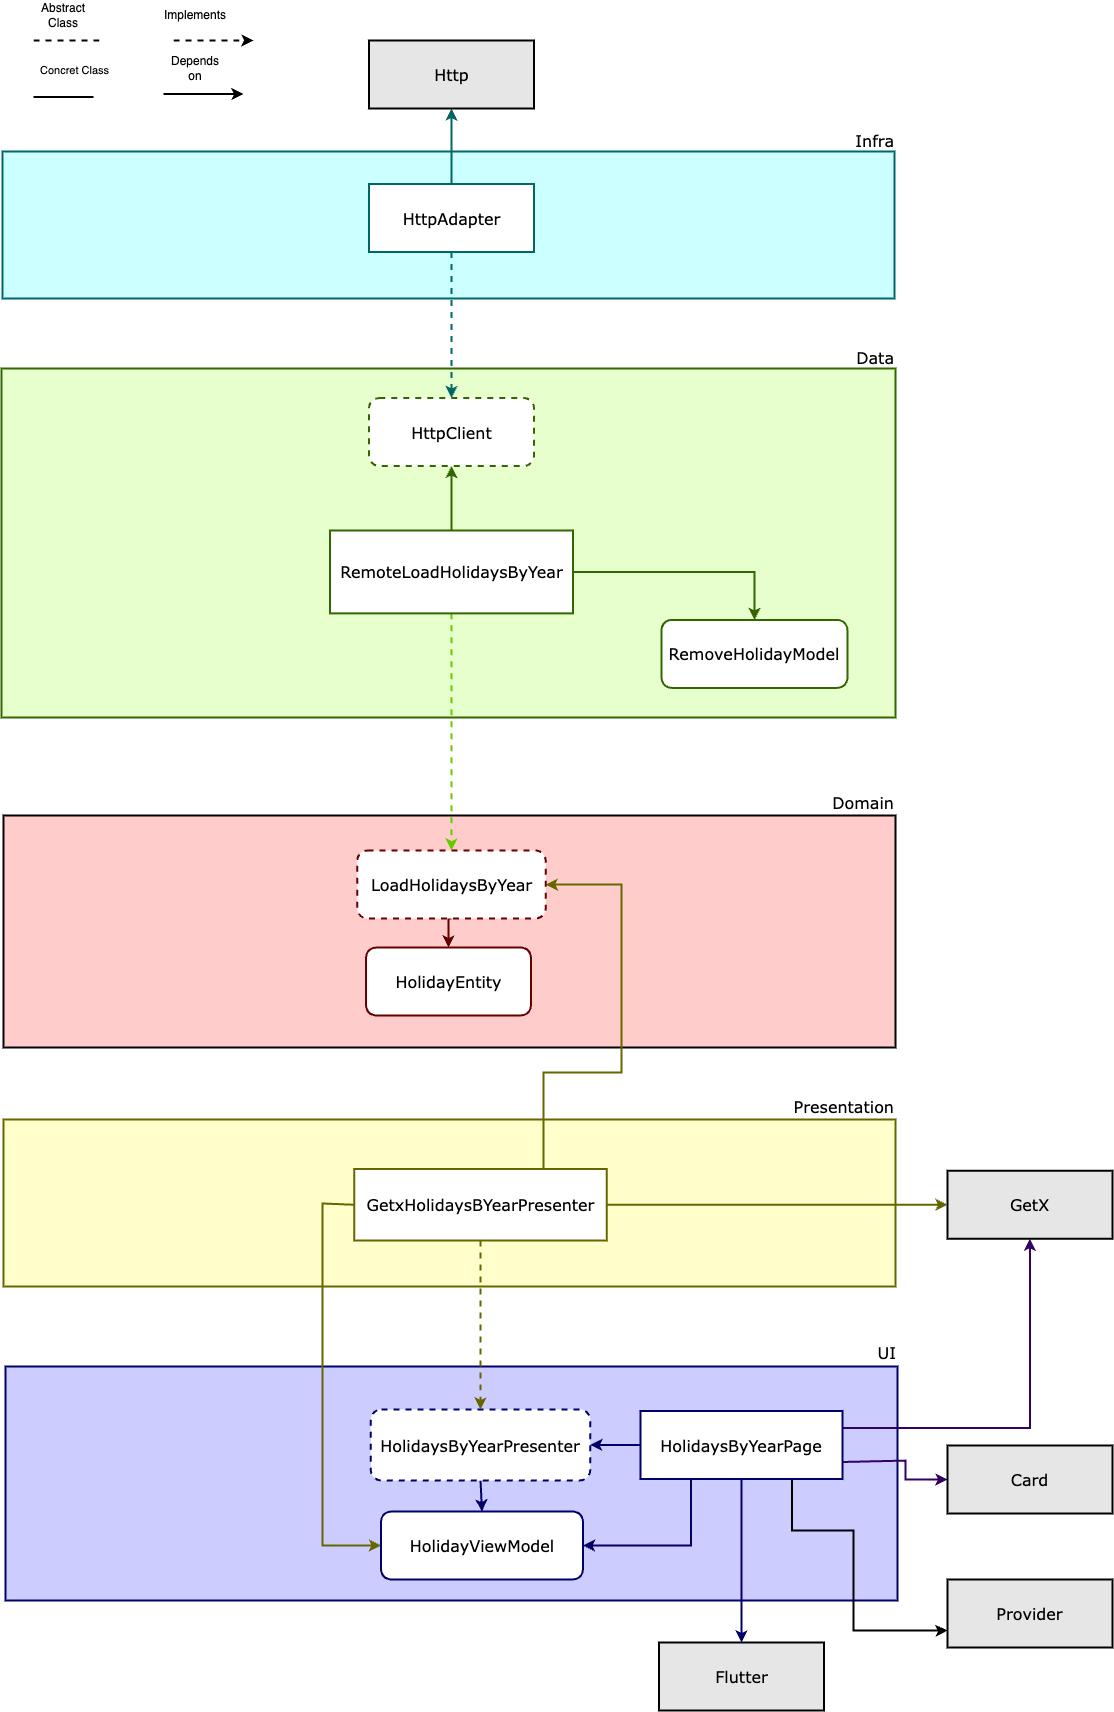 Abstract
Class
Implements
Concret Class
Depends
on
Http
Infra
HttpAdapter
Data
HttpClient
RemoteLoadHolidaysByYear
RemoveHolidayModel
Domain
LoadHolidaysByYear
HolidayEntity
Presentation
GetxHolidaysBYearPresenter
GetX
UI
HolidaysByYearPresenter
HolidaysByYearPage
Card
HolidayViewModel
Provider
Flutter